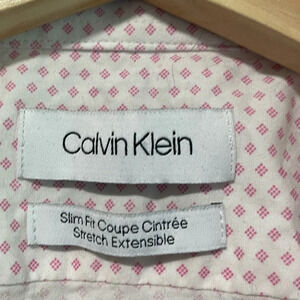 Calvin Klein
Slim Fit Coupe Cintrée
Stretch Extensible